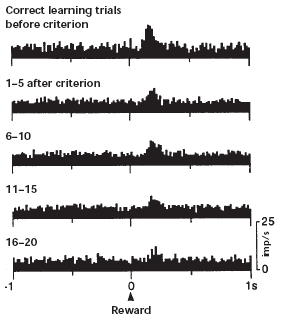 Correct learning trials
before criterion
1–5 after criterion
6–10
11–15
16–20
25
imp/s
0
-1
0
1s
Reward